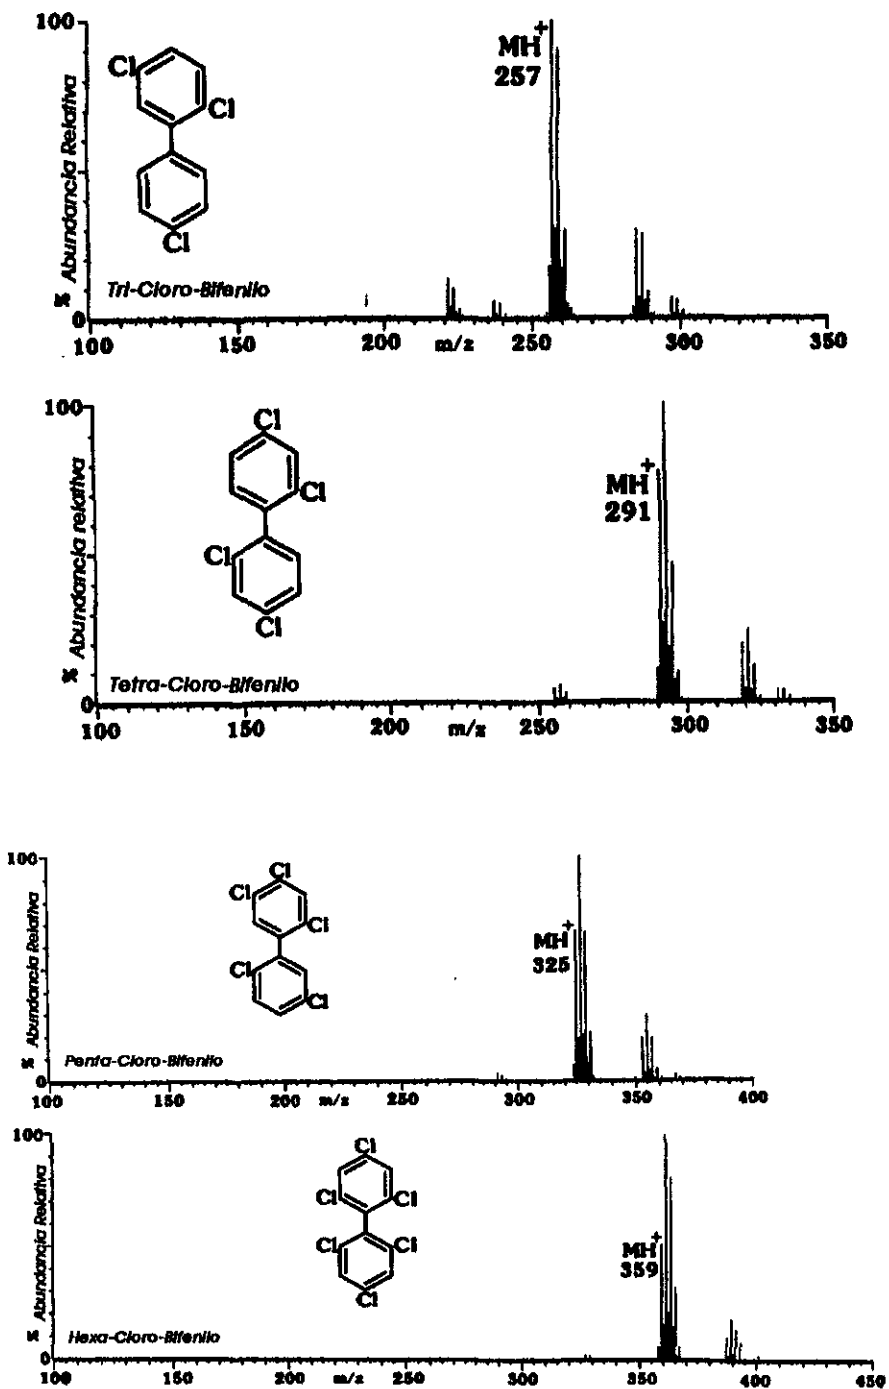 100
MH+
257
Cl
Cl
Cl
% Abundancia Relativa
Tri-Cloro-Bifenilo
0
100 150 200 m/z 250 300 350
100
Cl
Cl
Cl
Cl
MH+
291
% Abundancia relativa
Tetra-Cloro-Bifenilo
0
100 150 200 m/z 250 300 350
100
Cl
Cl
Cl
Cl
Cl
MH+
325
% Abundancia Relativa
Penta-Cloro-Bifenilo
0
100 150 200 m/z 250 300 350 400
100
Cl
Cl
Cl
Cl
Cl
Cl
MH+
359
% Abundancia Relativa
Hexa-Cloro-Bifenilo
0
100 150 200 m/z 250 300 350 400 450